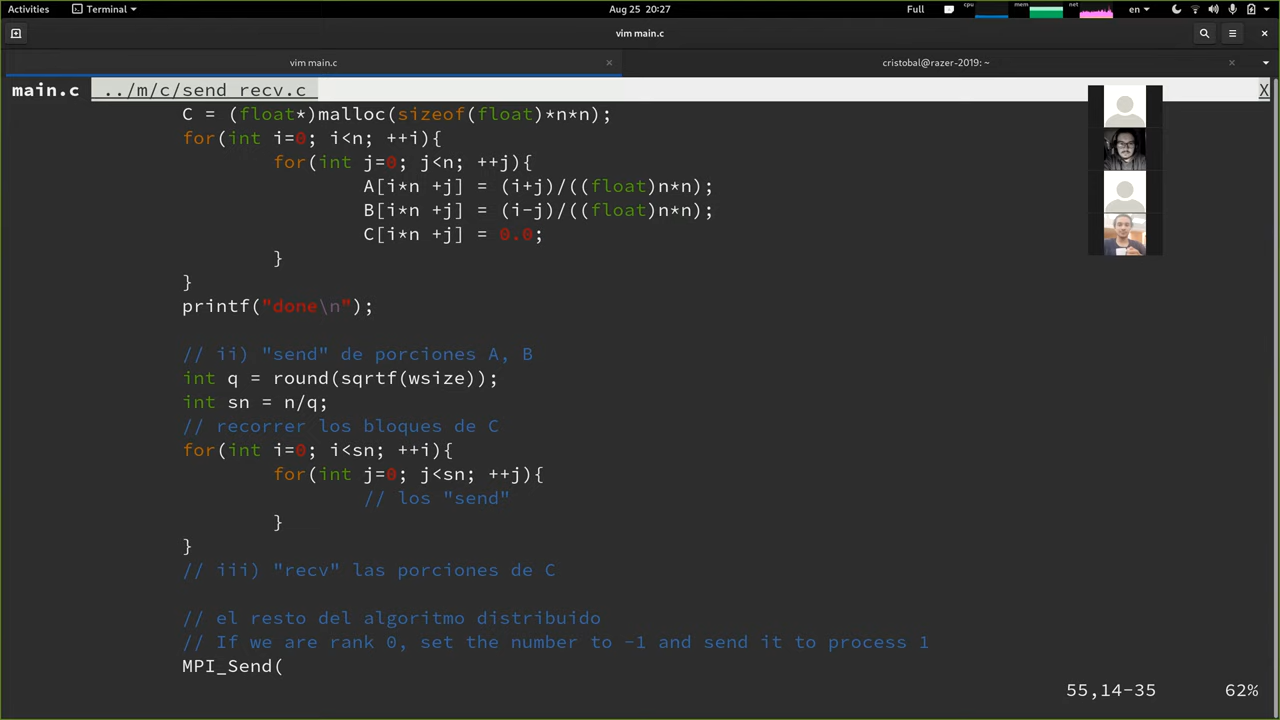 Activities
Terminal
Aug 25 20:27
Full
cpu
mem
net
en
vim main.c
vim main.c
×
cristobal@razer-2019: ~
×
main.c ../m/c/send_recv.c X
C = (float*)malloc(sizeof(float)*n*n);
for(int i=0; i<n; ++i){
for(int j=0; j<n; ++j){
A[i*n +j] = (i+j)/((float)n*n);
B[i*n +j] = (i-j)/((float)n*n);
C[i*n +j] = 0.0;
}
}
printf("done\n");
// ii) "send" de porciones A, B
int q = round(sqrtf(wsize));
int sn = n/q;
// recorrer los bloques de C
for(int i=0; i<sn; ++i){
for(int j=0; j<sn; ++j){
// los "send"
}
}
// iii) "recv" las porciones de C
// el resto del algoritmo distribuido
// If we are rank 0, set the number to -1 and send it to process 1
MPI_Send(
55,14-35 62%